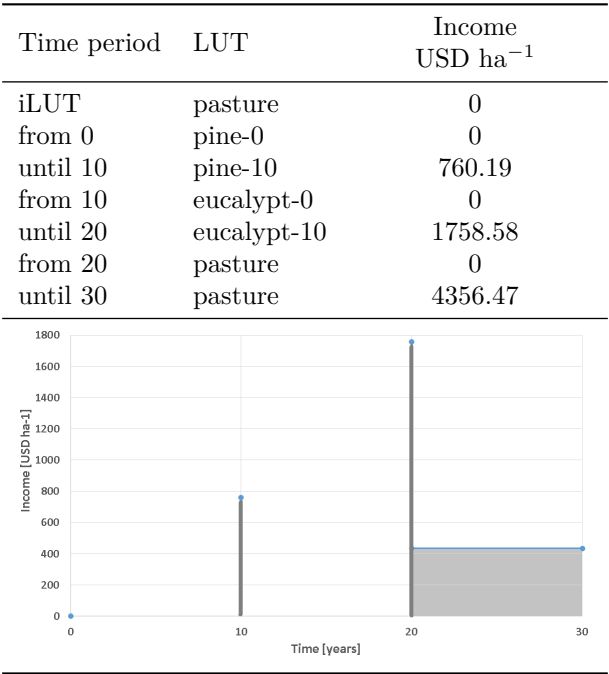 Time period LUT Income USD ha−1
iLUT pasture 0
from 0 pine-0 0
until 10 pine-10 760.19
from 10 eucalypt-0 0
until 20 eucalypt-10 1758.58
from 20 pasture 0
until 30 pasture 4356.47
1800
1600
1400
1200
1000
800
600
400
200
0
Income [USD ha-1]
0 10 20 30
Time [years]